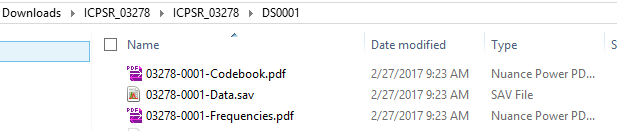 Downloads ▸ ICPSR_03278 ▸ ICPSR_03278 ▸ DS0001
Name Date modified Type S
03278-0001-Codebook.pdf 2/27/2017 9:23 AM Nuance Power PD...
03278-0001-Data.sav 2/27/2017 9:23 AM SAV File
03278-0001-Frequencies.pdf 2/27/2017 9:23 AM Nuance Power PD...